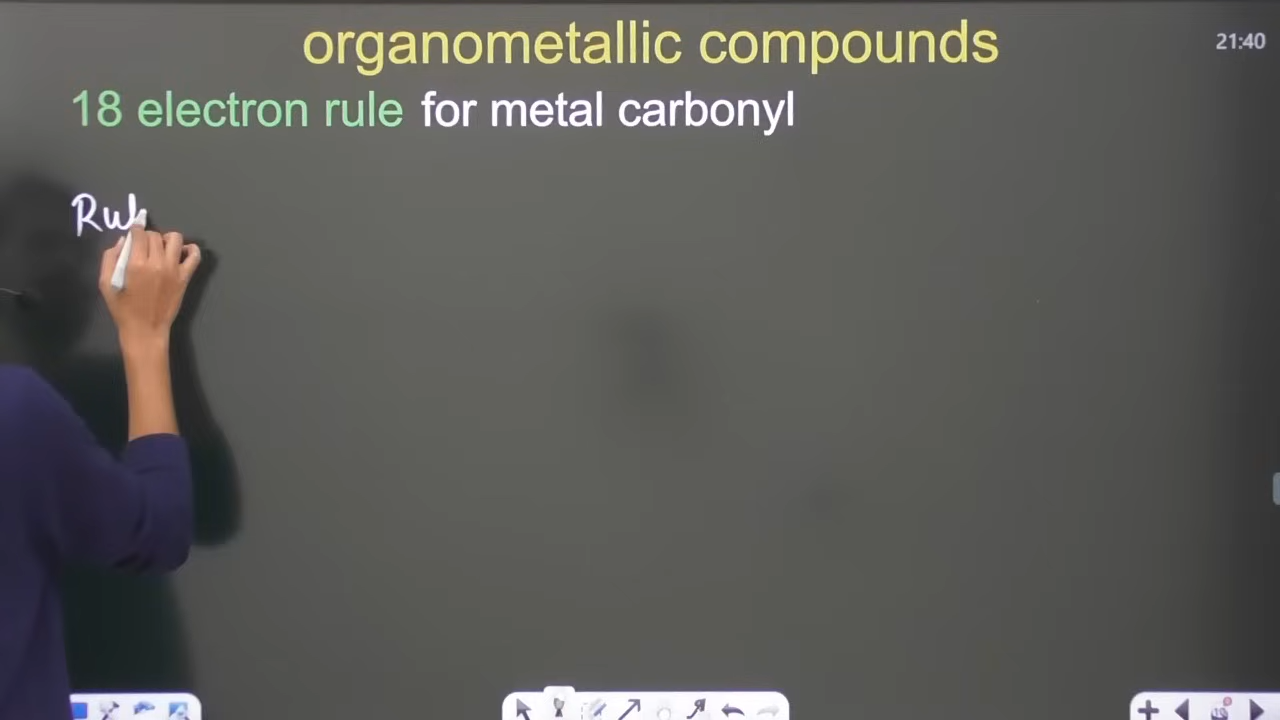 organometallic compounds
21:40
18 electron rule for metal carbonyl